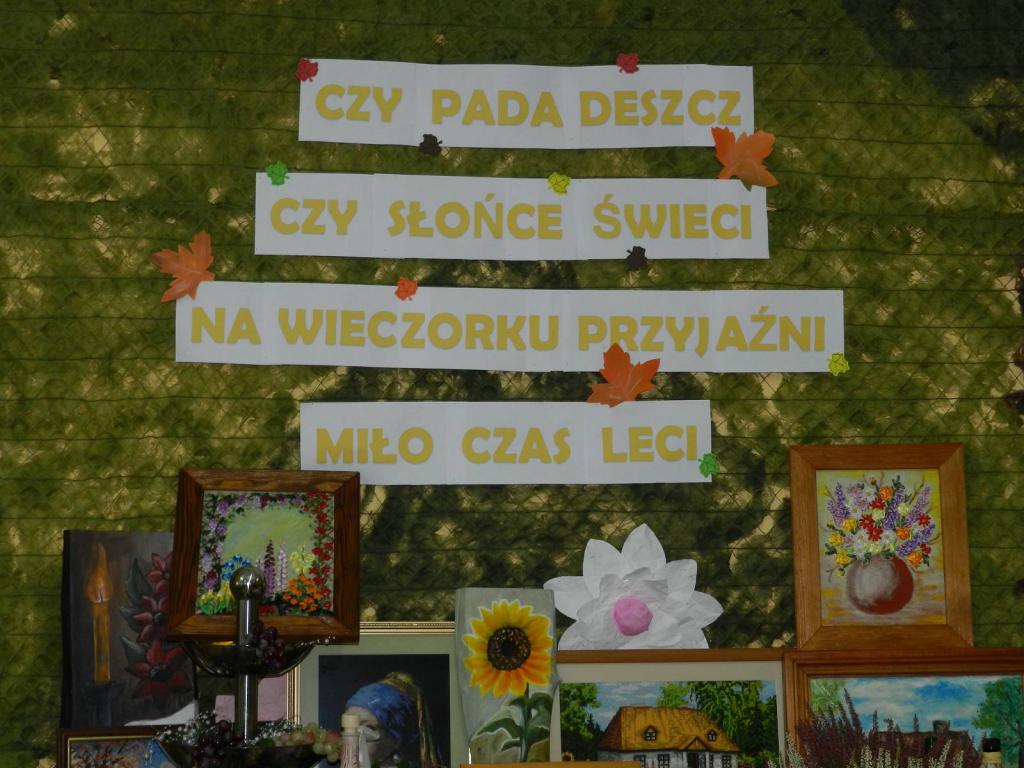 CZY PADA DESZCZ
CZY SŁOŃCE ŚWIECI
NA WIECZORKU PRZYJAŹNI
MIŁO CZAS LECI